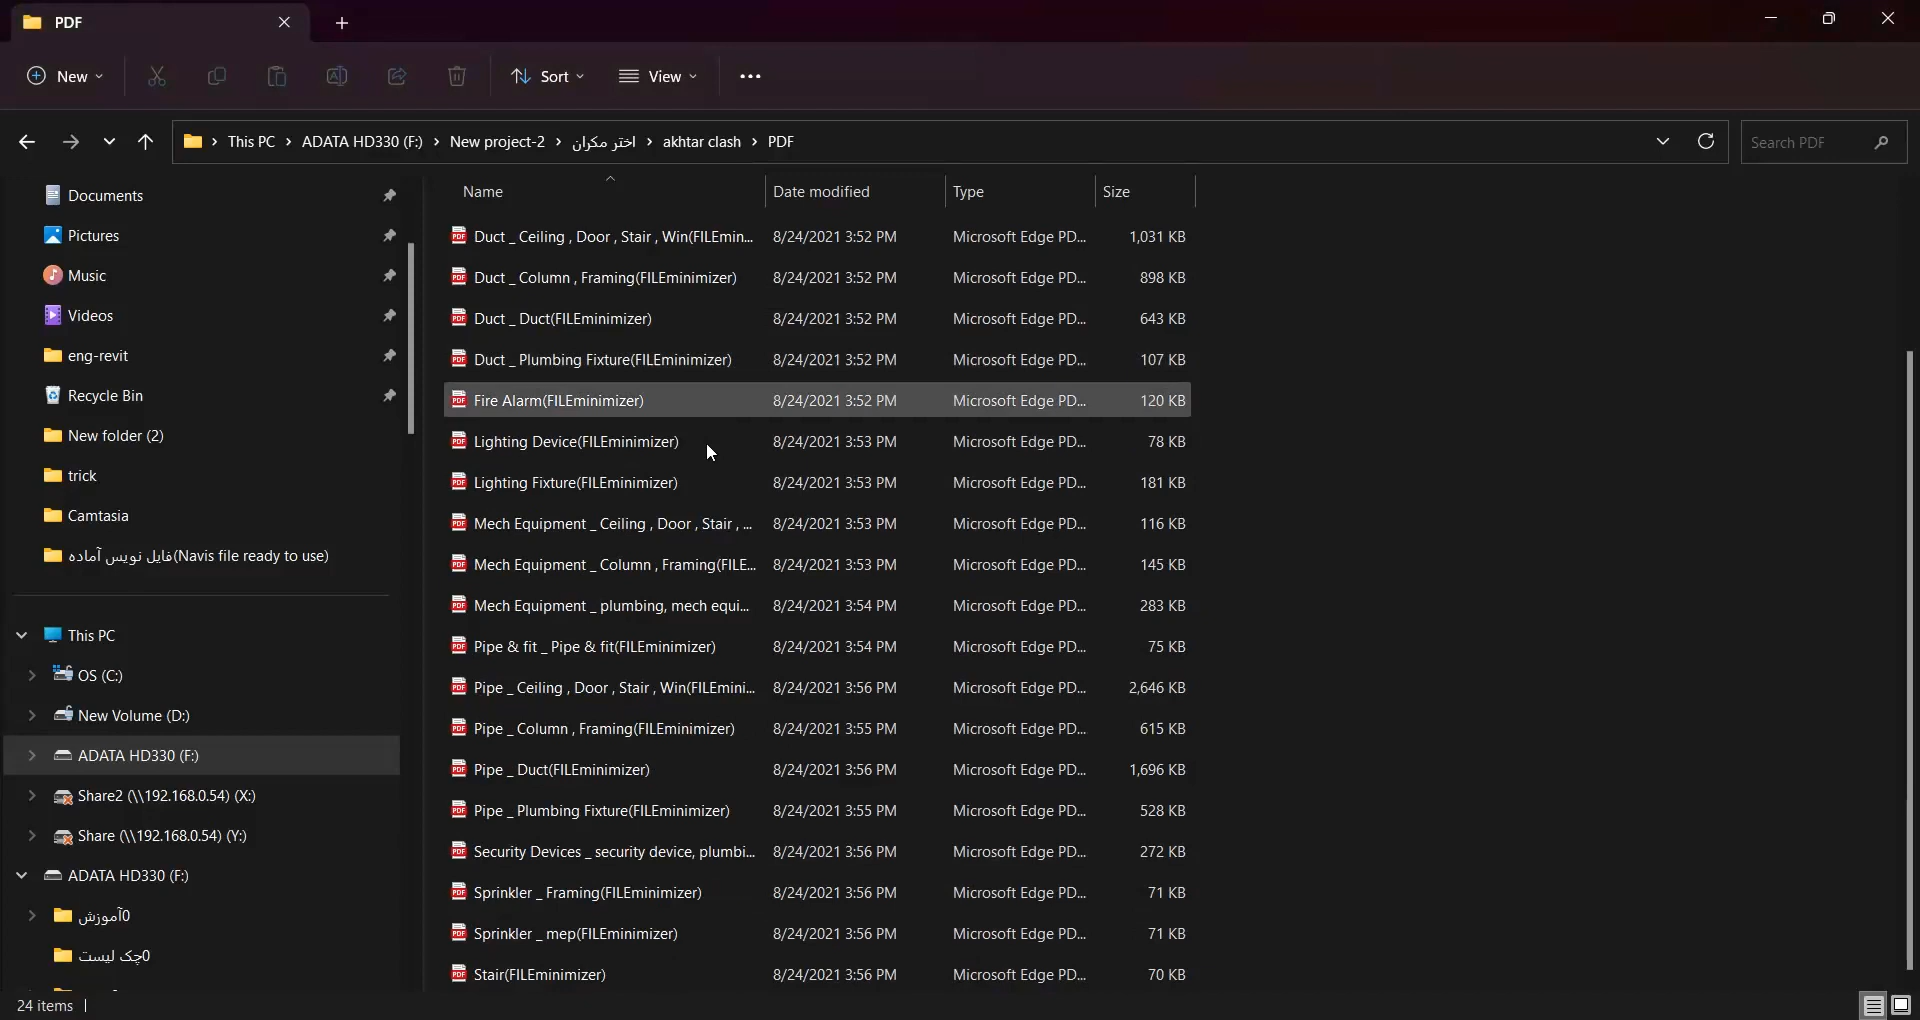 PDF
New
Sort
View
This PC > ADATA HD330 (F:) > New project-2 > اختر مکران > akhtar clash > PDF
Search PDF
Documents
Pictures
Music
Videos
eng-revit
Recycle Bin
New folder (2)
trick
Camtasia
فایل نویس آماده(Navis file ready to use)
This PC
OS (C:)
New Volume (D:)
ADATA HD330 (F:)
Share2 (\\192.168.0.54) (X:)
Share (\\192.168.0.54) (Y:)
ADATA HD330 (F:)
0آموزش
0چک لیست
Name Date modified Type Size
Duct _ Ceiling , Door , Stair , Win(FILEmin... 8/24/2021 3:52 PM Microsoft Edge PD... 1,031 KB
Duct _ Column , Framing(FILEminimizer) 8/24/2021 3:52 PM Microsoft Edge PD... 898 KB
Duct _ Duct(FILEminimizer) 8/24/2021 3:52 PM Microsoft Edge PD... 643 KB
Duct _ Plumbing Fixture(FILEminimizer) 8/24/2021 3:52 PM Microsoft Edge PD... 107 KB
Fire Alarm(FILEminimizer) 8/24/2021 3:52 PM Microsoft Edge PD... 120 KB
Lighting Device(FILEminimizer) 8/24/2021 3:53 PM Microsoft Edge PD... 78 KB
Lighting Fixture(FILEminimizer) 8/24/2021 3:53 PM Microsoft Edge PD... 181 KB
Mech Equipment _ Ceiling , Door , Stair , ... 8/24/2021 3:53 PM Microsoft Edge PD... 116 KB
Mech Equipment _ Column , Framing(FILE... 8/24/2021 3:53 PM Microsoft Edge PD... 145 KB
Mech Equipment _ plumbing, mech equi... 8/24/2021 3:54 PM Microsoft Edge PD... 283 KB
Pipe & fit _ Pipe & fit(FILEminimizer) 8/24/2021 3:54 PM Microsoft Edge PD... 75 KB
Pipe _ Ceiling , Door , Stair , Win(FILEmini... 8/24/2021 3:56 PM Microsoft Edge PD... 2,646 KB
Pipe _ Column , Framing(FILEminimizer) 8/24/2021 3:55 PM Microsoft Edge PD... 615 KB
Pipe _ Duct(FILEminimizer) 8/24/2021 3:56 PM Microsoft Edge PD... 1,696 KB
Pipe _ Plumbing Fixture(FILEminimizer) 8/24/2021 3:55 PM Microsoft Edge PD... 528 KB
Security Devices _ security device, plumbi... 8/24/2021 3:56 PM Microsoft Edge PD... 272 KB
Sprinkler _ Framing(FILEminimizer) 8/24/2021 3:56 PM Microsoft Edge PD... 71 KB
Sprinkler _ mep(FILEminimizer) 8/24/2021 3:56 PM Microsoft Edge PD... 71 KB
Stair(FILEminimizer) 8/24/2021 3:56 PM Microsoft Edge PD... 70 KB
24 items